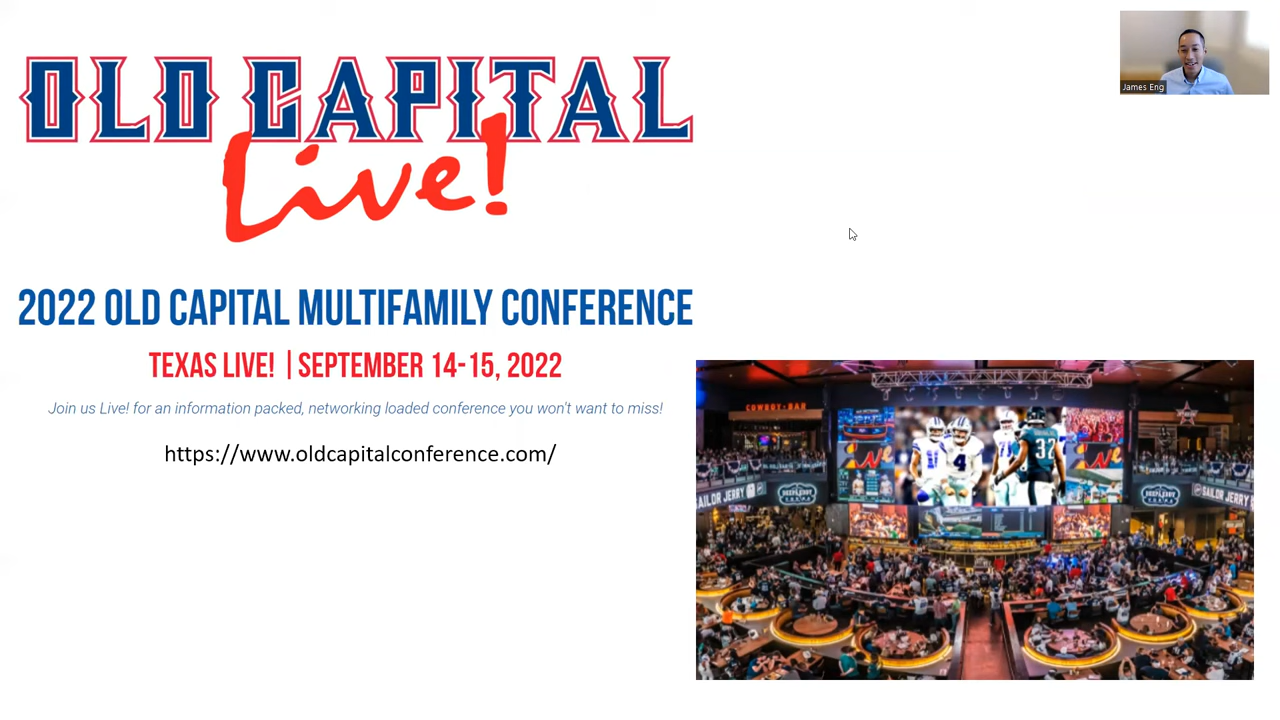 OLD CAPITAL
Live!
2022 OLD CAPITAL MULTIFAMILY CONFERENCE
TEXAS LIVE! | SEPTEMBER 14-15, 2022
Join us Live! for an information packed, networking loaded conference you won't want to miss!
https://www.oldcapitalconference.com/
James Eng
COWBOY BAR
32
4
SAILOR JERRY
SAILOR JERRY